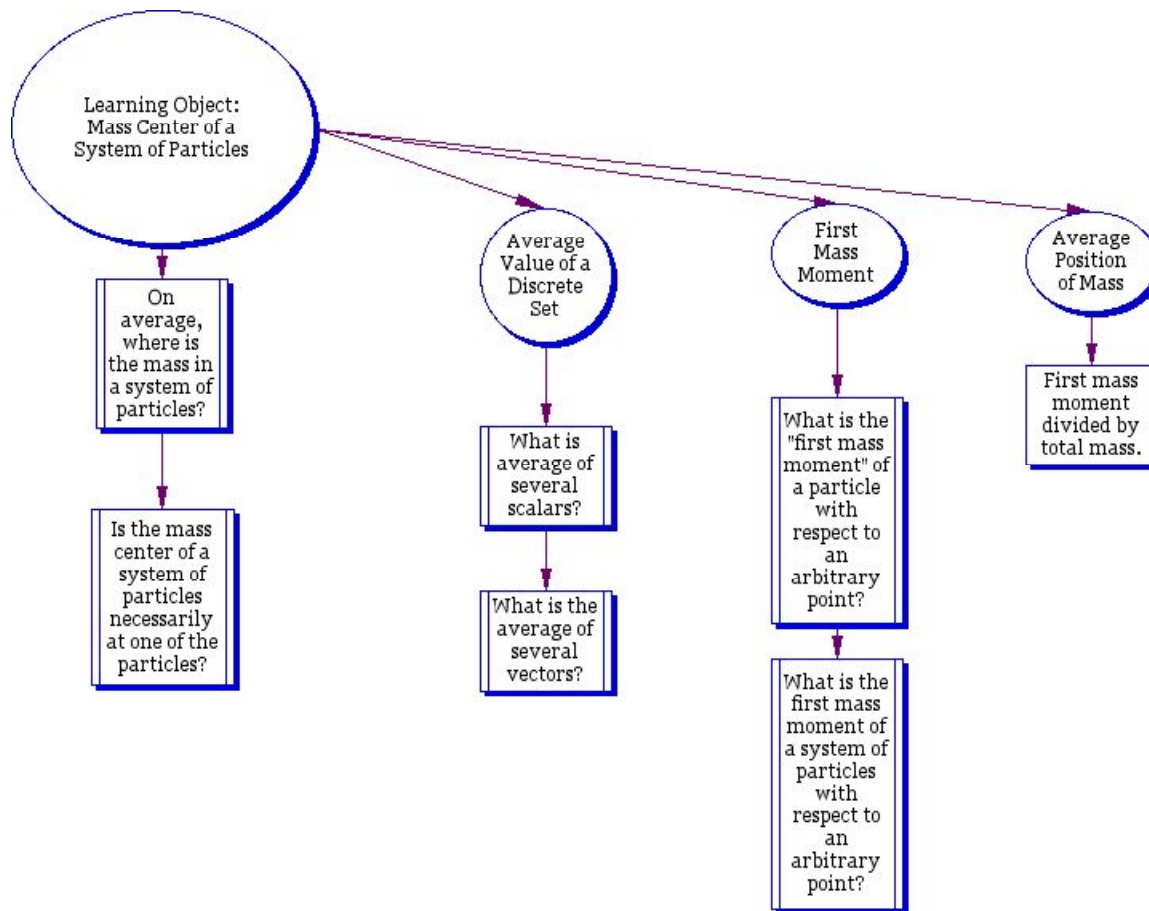 Learning Object:
Mass Center of a
System of Particles
On
average,
where is
the mass in
a system of
particles?
Is the mass
center of a
system of
particles
necessarily
at one of the
particles?
Average
Value of a
Discrete
Set
What is
average of
several
scalars?
What is the
average of
several
vectors?
First
Mass
Moment
What is the
"first mass
moment" of
a particle
with
respect to
an
arbitrary
point?
What is the
first mass
moment of
a system of
particles
with
respect to
an
arbitrary
point?
Average
Position
of Mass
First mass
moment
divided by
total mass.